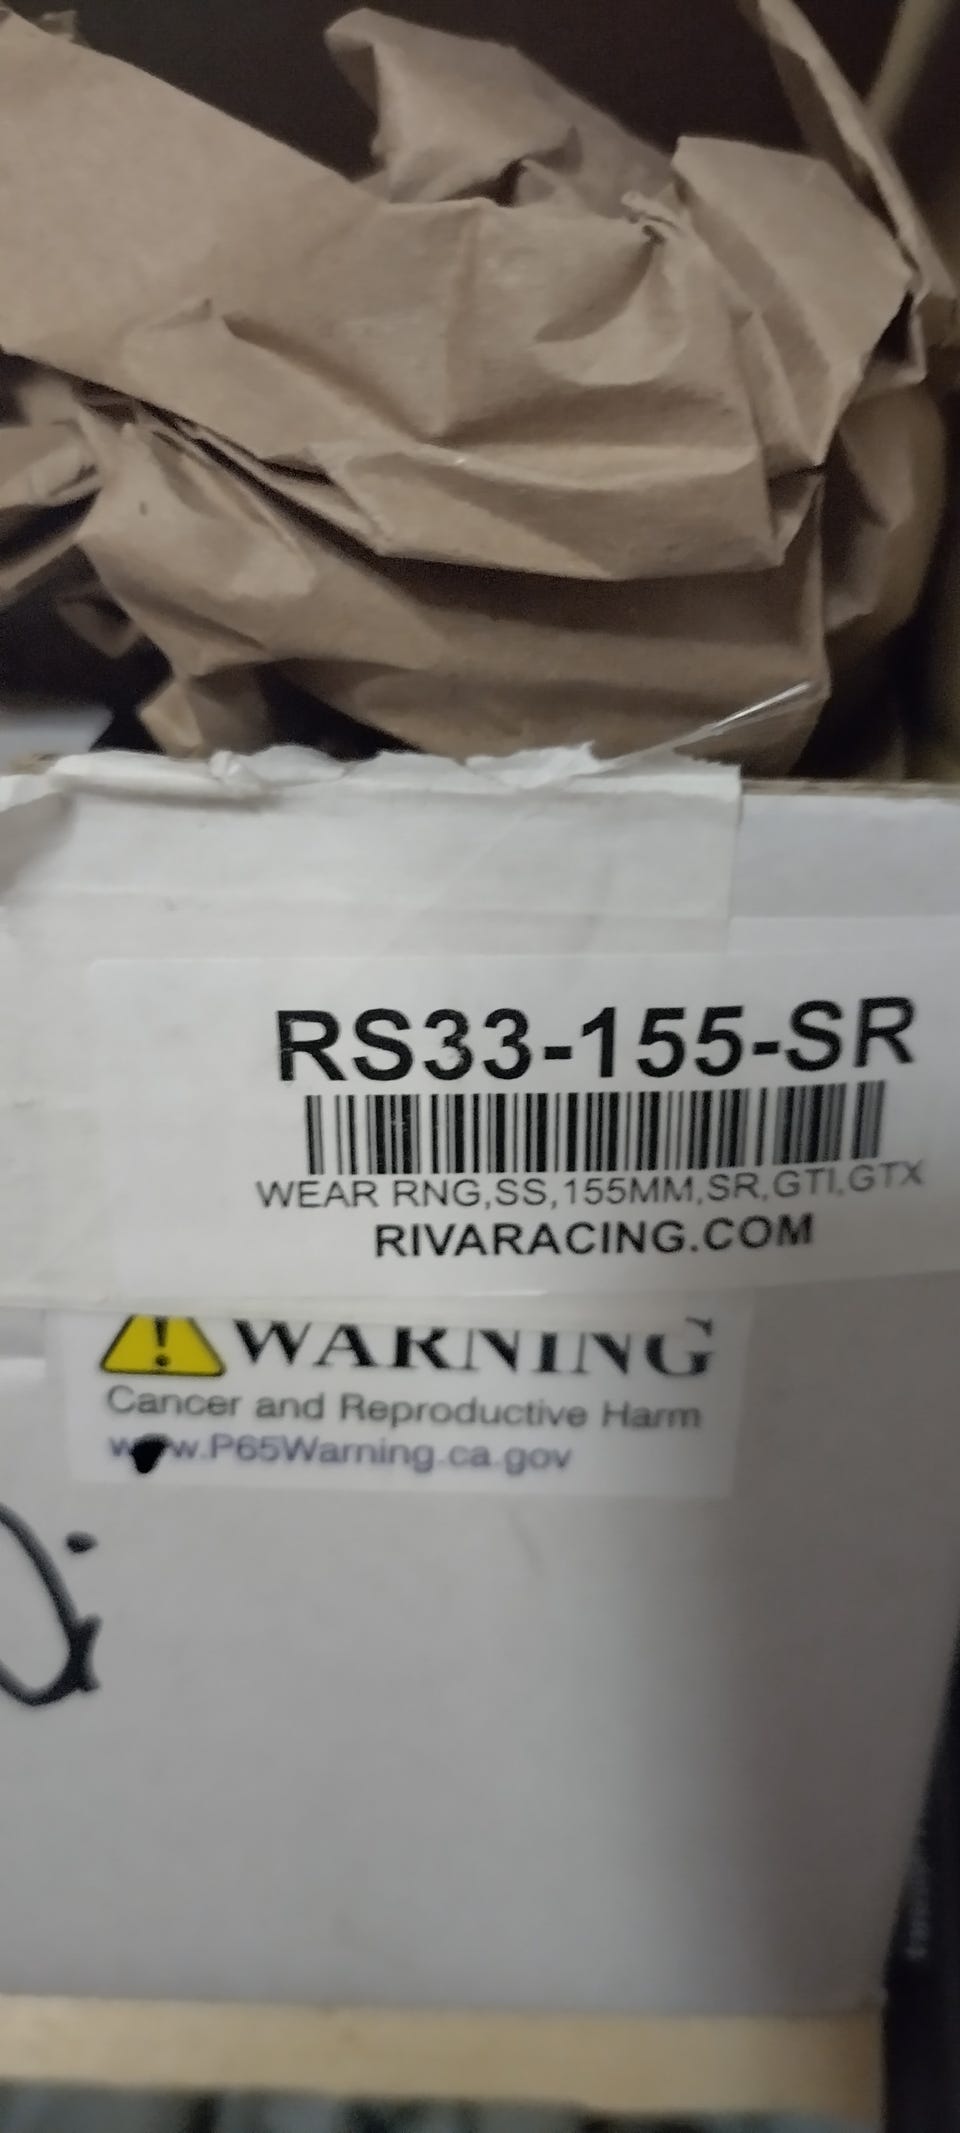 RS33-155-SR
WEAR RNG,SS,155MM,SR,GTI,GTX
RIVARACING.COM
WARNING
Cancer and Reproductive Harm
www.P65Warning.ca.gov